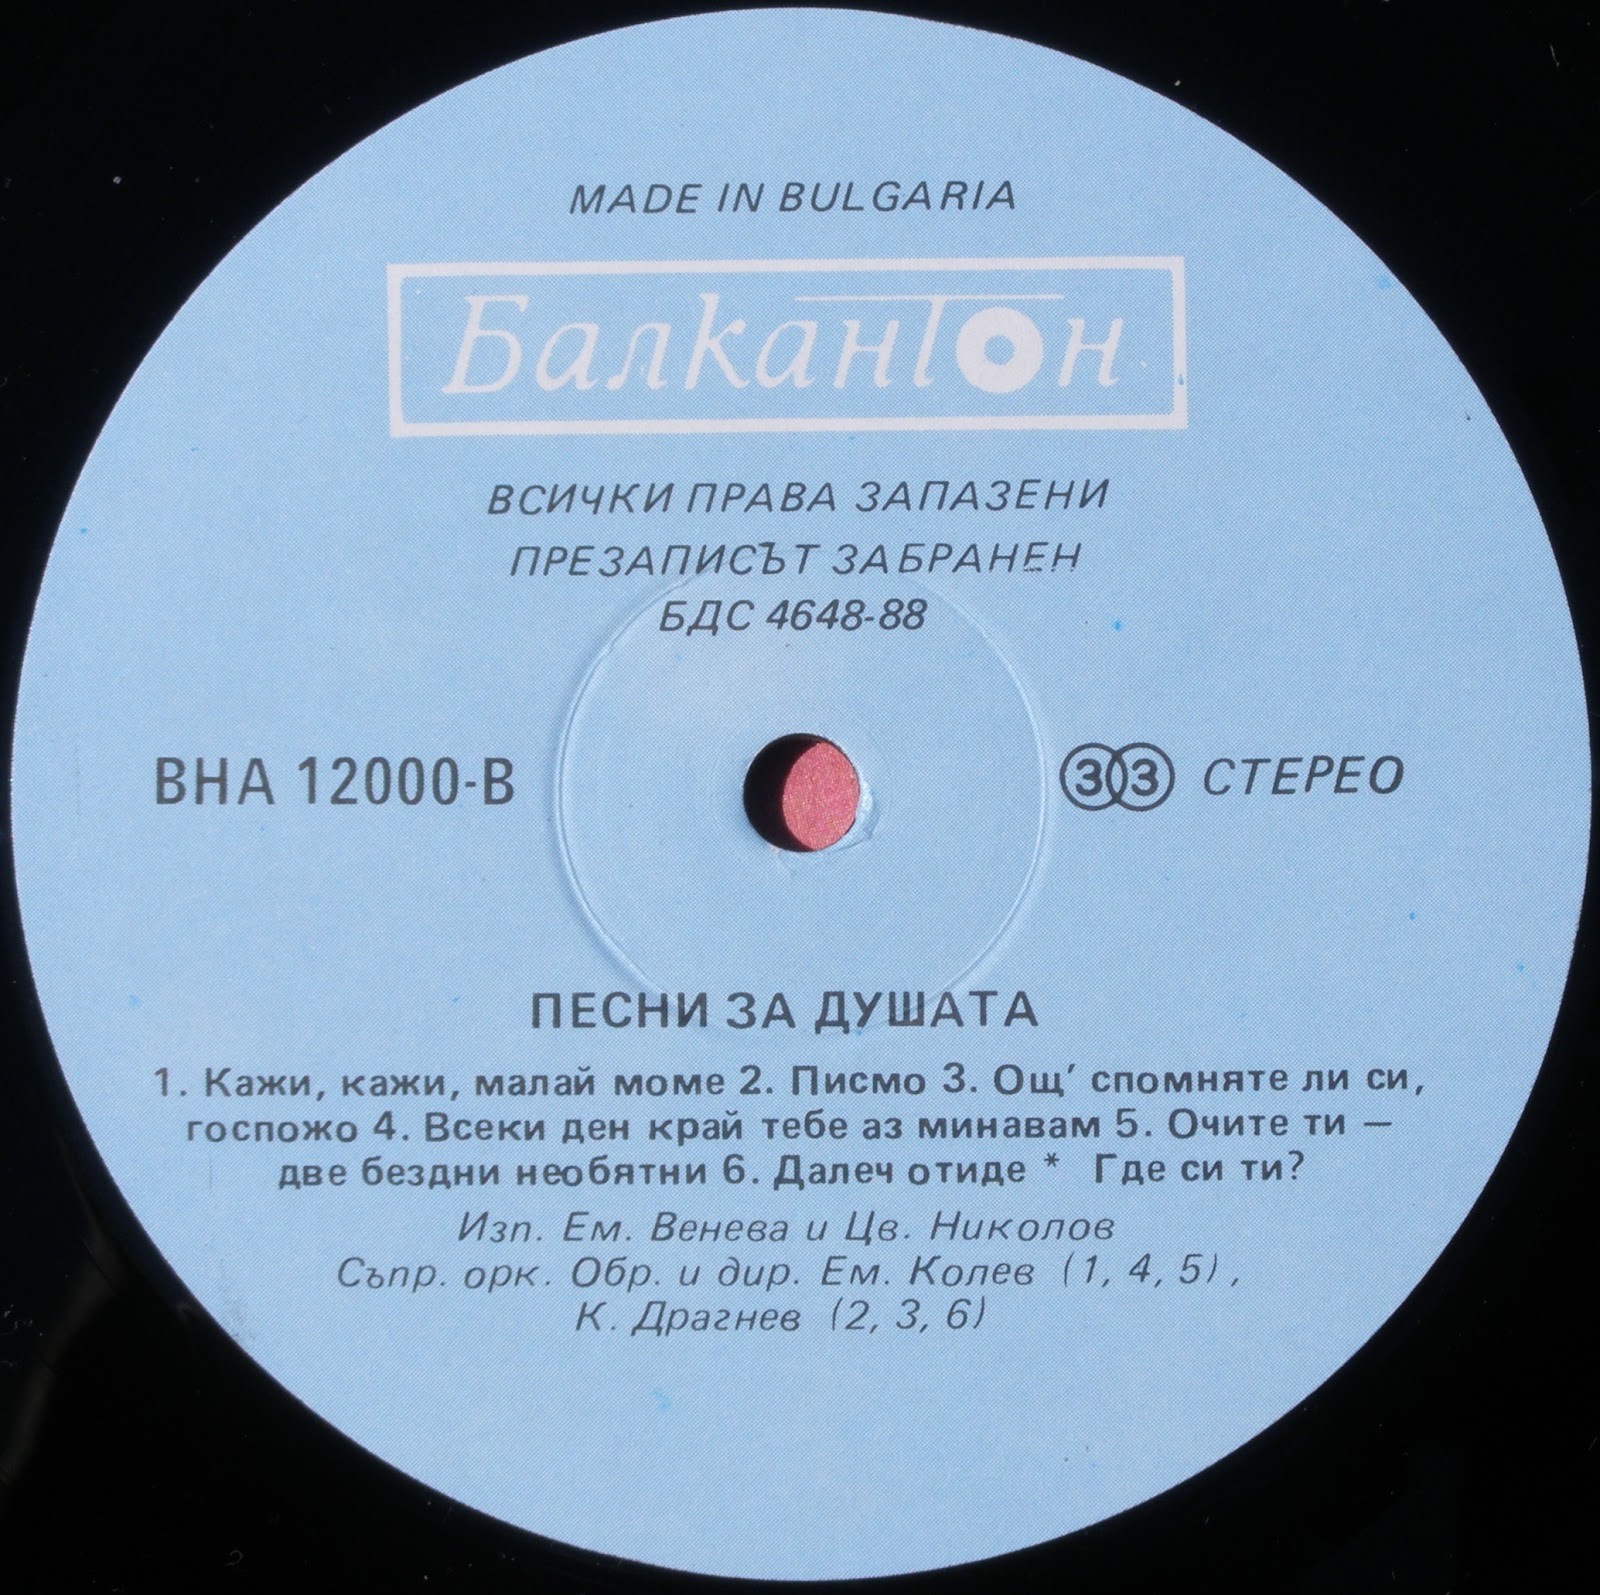 MADE IN BULGARIA
Балкантон
ВСИЧКИ ПРАВА ЗАПАЗЕНИ
ПРЕЗАПИСЪТ ЗАБРАНЕН
БДС 4648-88
ВНА 12000-В
33 СТЕРЕО
ПЕСНИ ЗА ДУШАТА
1. Кажи, кажи, малай моме 2. Писмо 3. Ощ' спомняте ли си,
госпожо 4. Всеки ден край тебе аз минавам 5. Очите ти —
две бездни необятни 6. Далеч отиде * Где си ти?
Изп. Ем. Венева и Цв. Николов
Съпр. орк. Обр. и дир. Ем. Колев (1, 4, 5),
К. Драгнев (2, 3, 6)